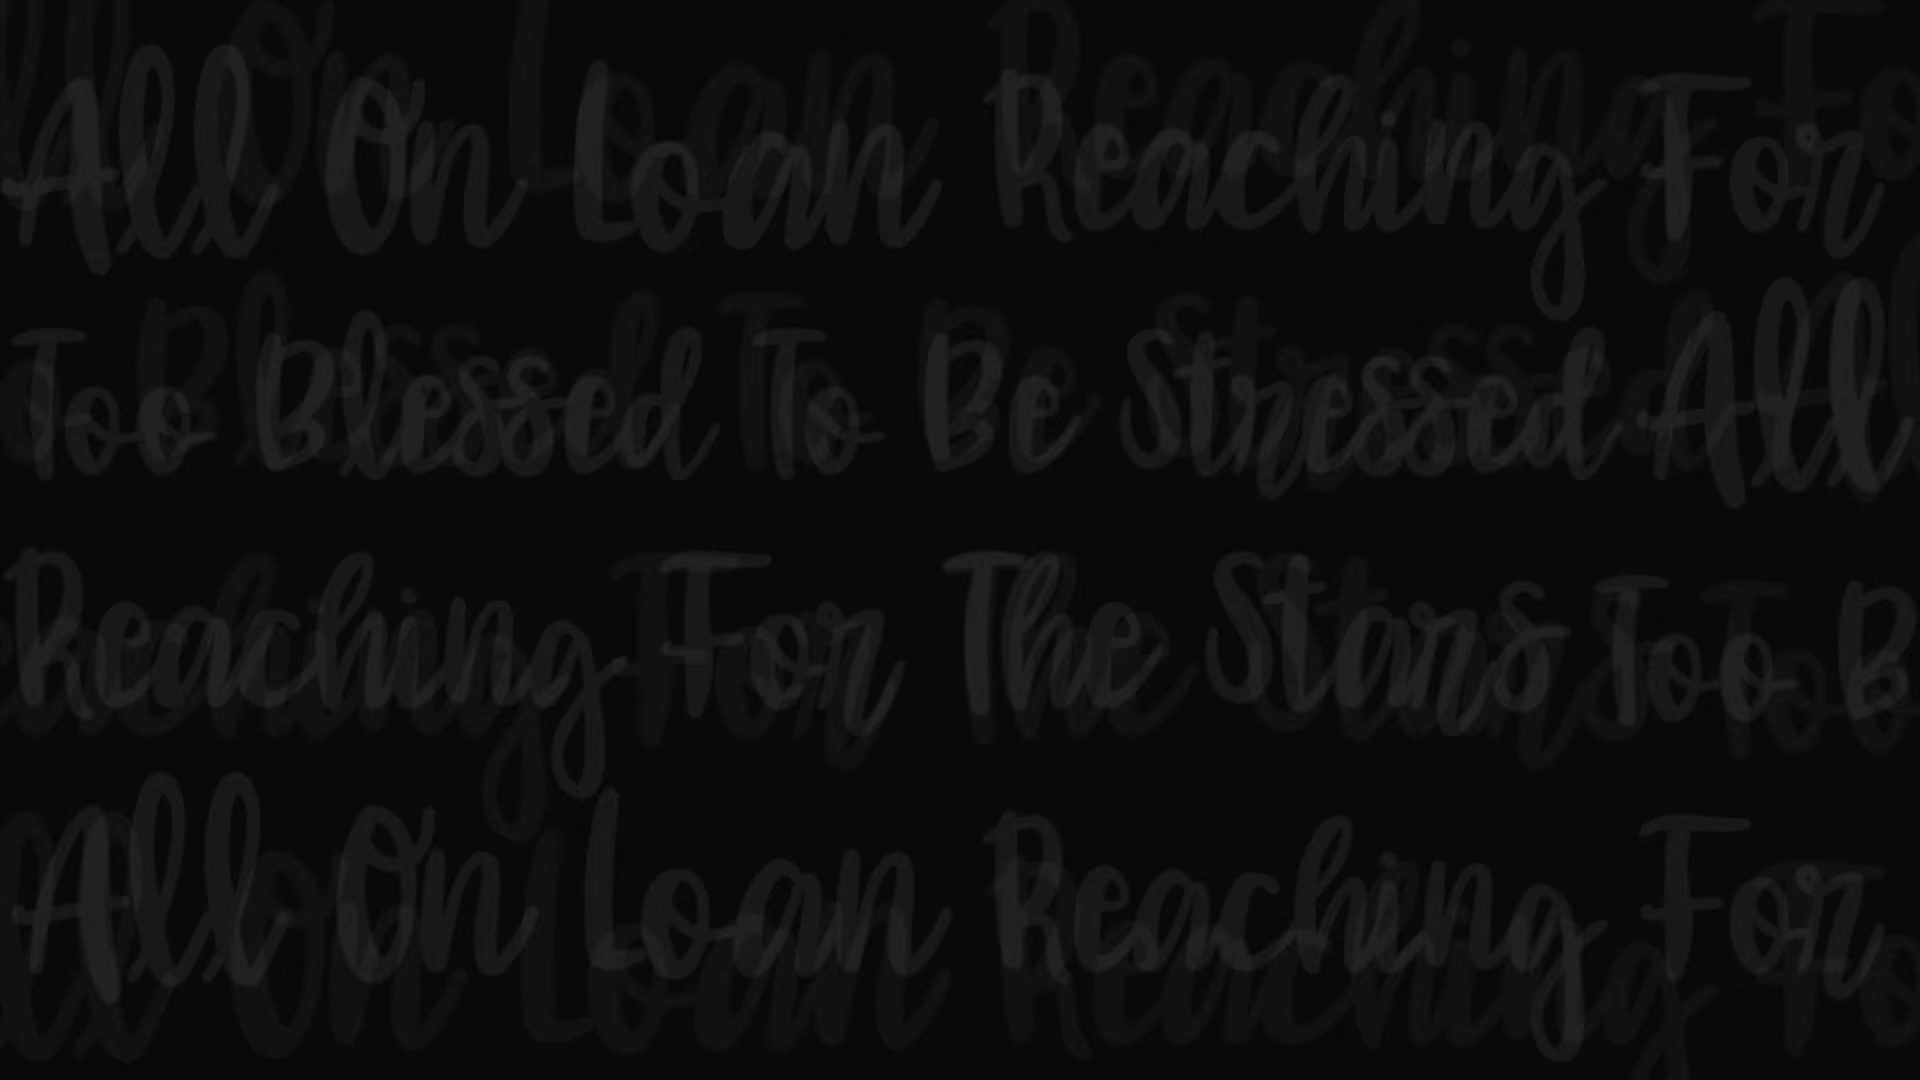 All On Loan Reaching For
Too Blessed To Be Stressed All
Reaching For The Stars Too B
All On Loan Reaching For